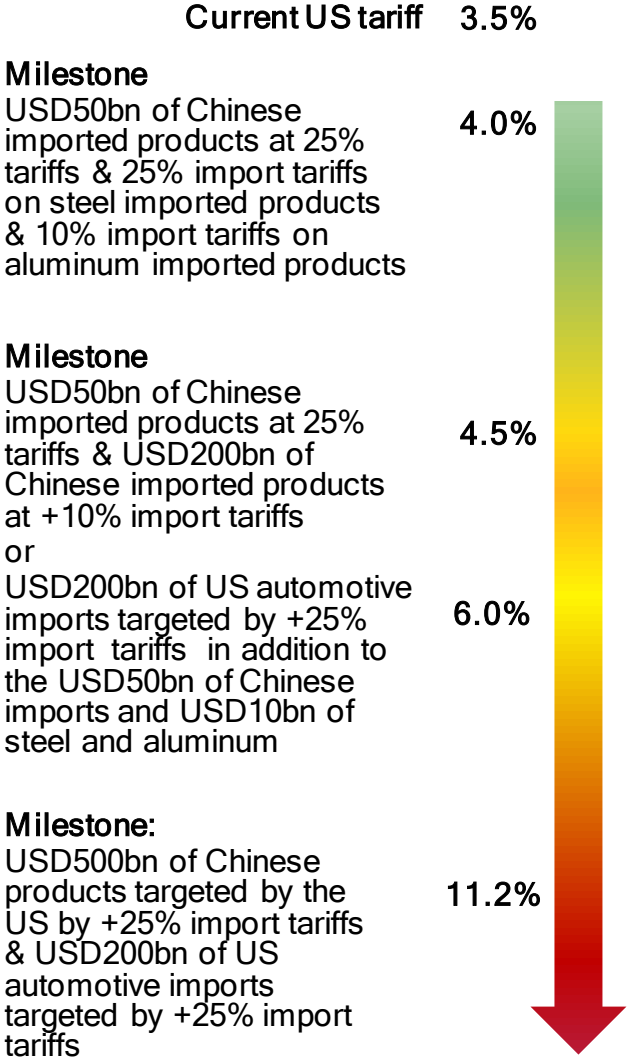 Current US tariff 3.5%
Milestone
USD50bn of Chinese
imported products at 25%
tariffs & 25% import tariffs
on steel imported products
& 10% import tariffs on
aluminum imported products
4.0%
Milestone
USD50bn of Chinese
imported products at 25%
tariffs & USD200bn of
Chinese imported products
at +10% import tariffs
4.5%
or
USD200bn of US automotive
imports targeted by +25%
import tariffs in addition to
the USD50bn of Chinese
imports and USD10bn of
steel and aluminum
6.0%
Milestone:
USD500bn of Chinese
products targeted by the
US by +25% import tariffs
& USD200bn of US
automotive imports
targeted by +25% import
tariffs
11.2%